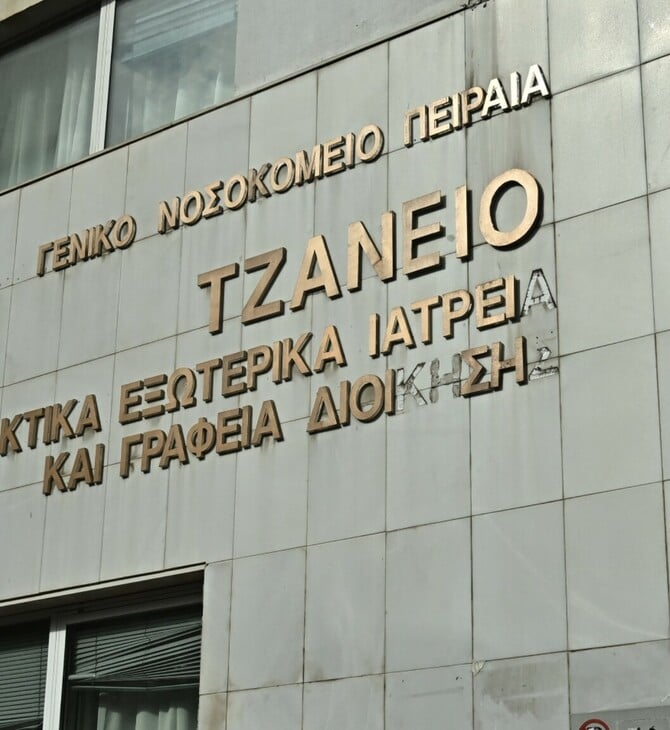 ΓΕΝΙΚΟ ΝΟΣΟΚΟΜΕΙΟ ΠΕΙΡΑΙΑ
ΤΖΑΝΕΙΟ
ΚΤΙΚΑ ΕΞΩΤΕΡΙΚΑ ΙΑΤΡΕΙΑ
ΚΑΙ ΓΡΑΦΕΙΑ ΔΙΟΙΚΗΣΗΣ